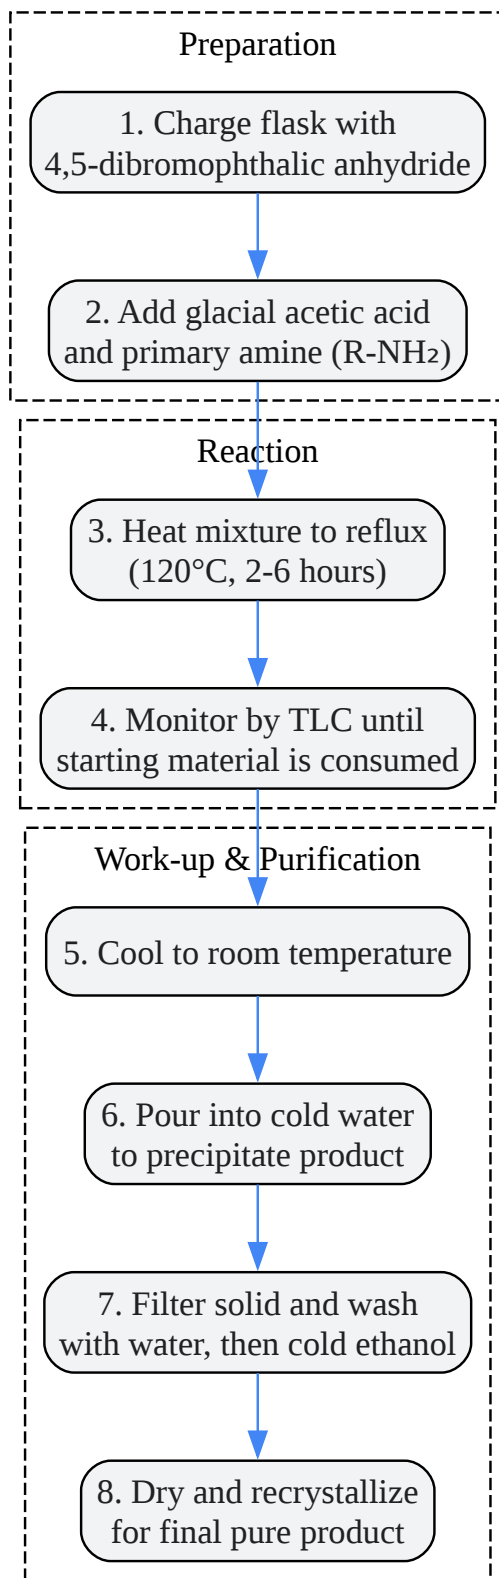 Preparation
1. Charge flask with
4,5-dibromophthalic anhydride
2. Add glacial acetic acid
and primary amine (R-NH₂)
Reaction
3. Heat mixture to reflux
(120°C, 2-6 hours)
4. Monitor by TLC until
starting material is consumed
Work-up & Purification
5. Cool to room temperature
6. Pour into cold water
to precipitate product
7. Filter solid and wash
with water, then cold ethanol
8. Dry and recrystallize
for final pure product